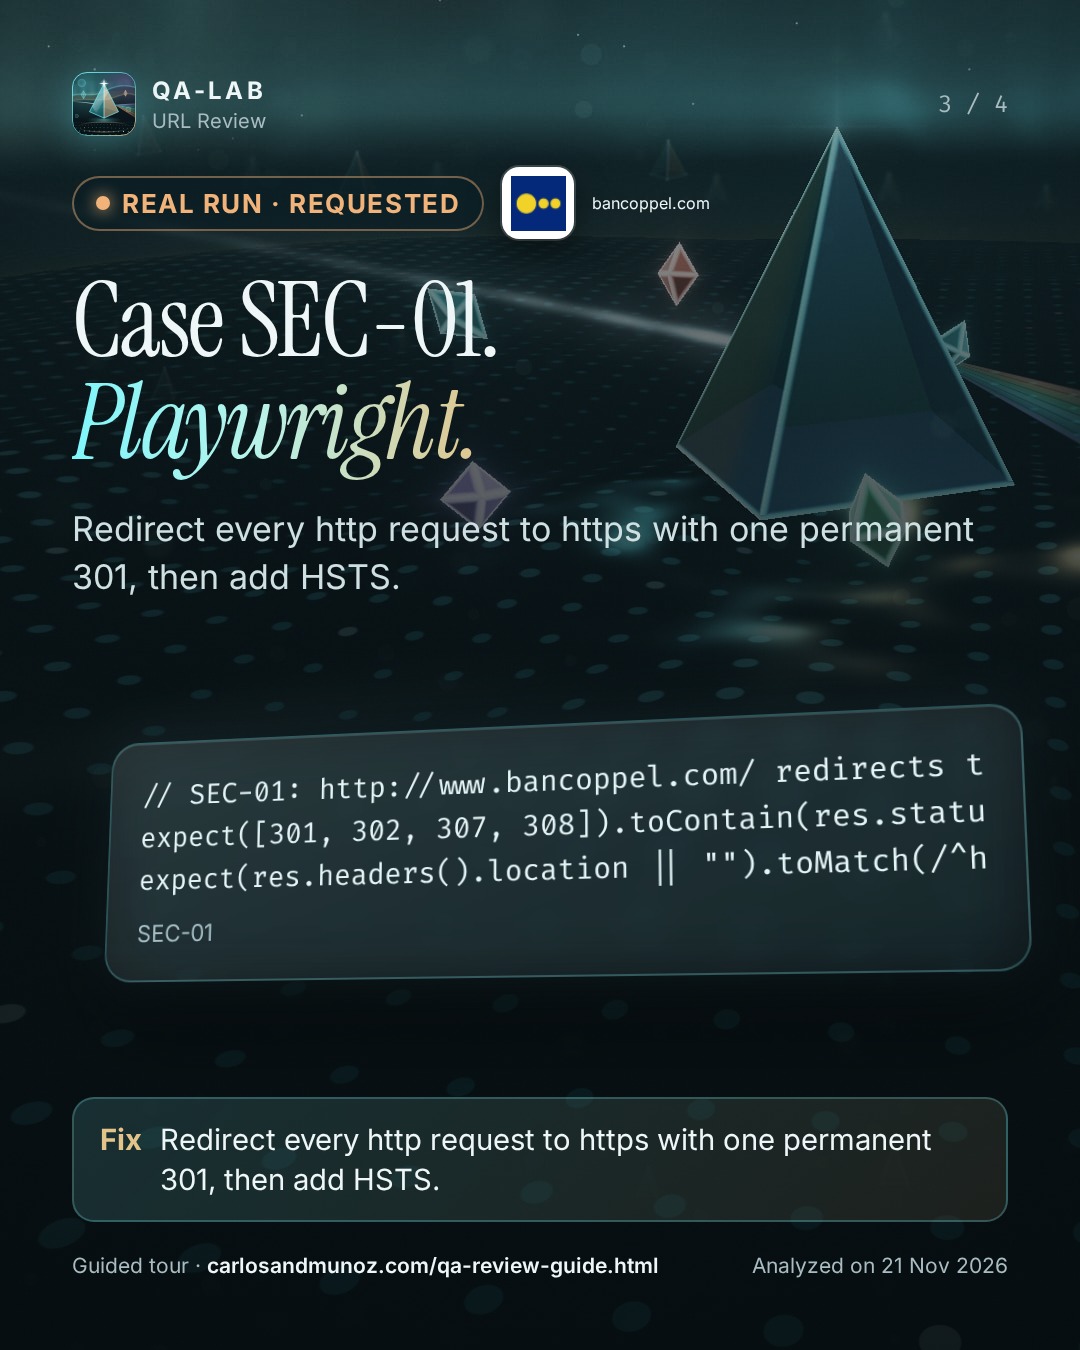 QA-LAB
URL Review
3 / 4
REAL RUN · REQUESTED
bancoppel.com
Case SEC-01.
Playwright.
Redirect every http request to https with one permanent
301, then add HSTS.
// SEC-01: http://www.bancoppel.com/ redirects t
expect([301, 302, 307, 308]).toContain(res.statu
expect(res.headers().location || "").toMatch(/^h
SEC-01
Fix Redirect every http request to https with one permanent
301, then add HSTS.
Guided tour · carlosandmunoz.com/qa-review-guide.html
Analyzed on 21 Nov 2026